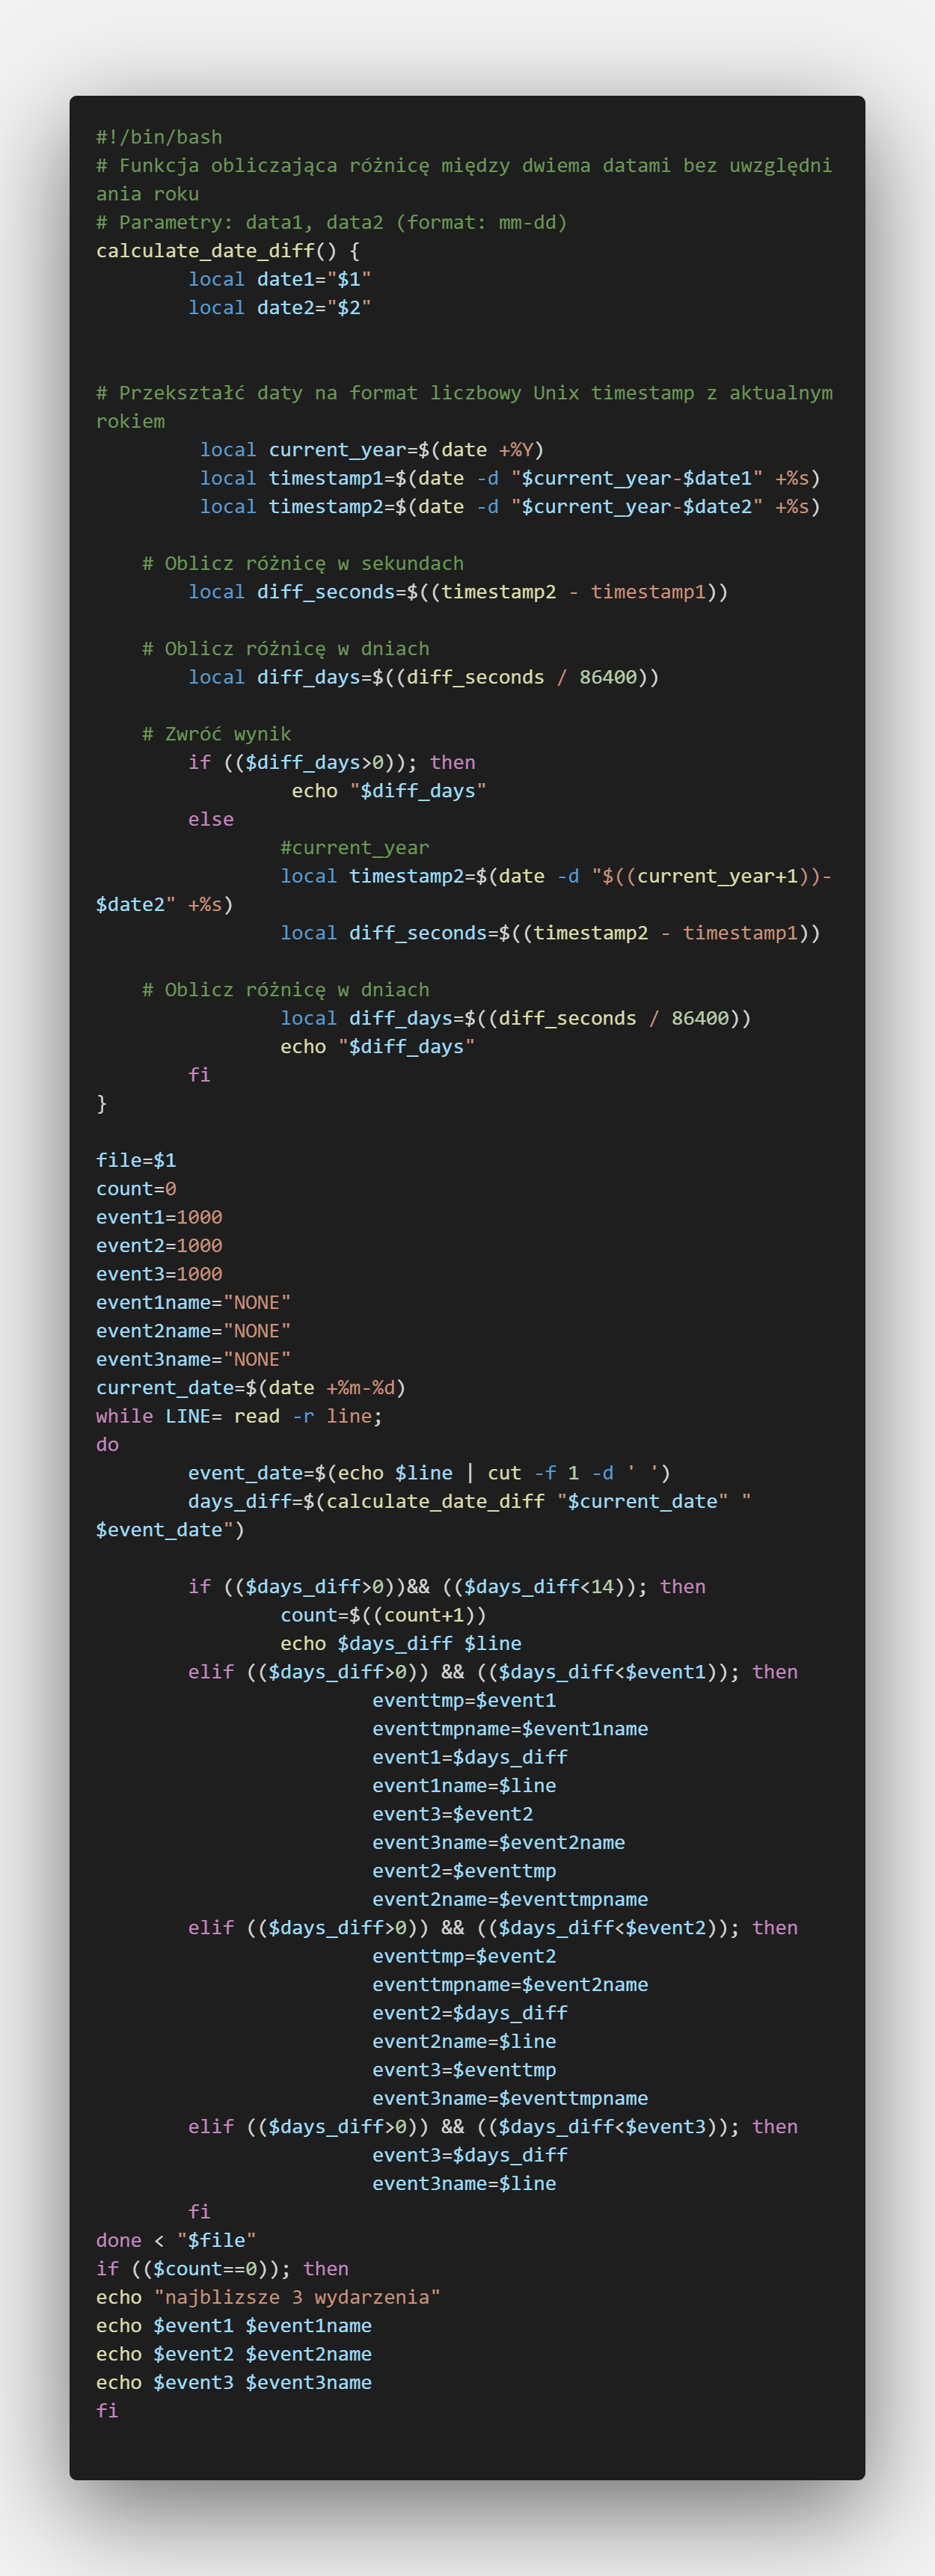 #!/bin/bash
# Funkcja obliczająca różnicę między dwiema datami bez uwzględni
ania roku
# Parametry: data1, data2 (format: mm-dd)
calculate_date_diff() {
        local date1="$1"
        local date2="$2"
# Przekształć daty na format liczbowy Unix timestamp z aktualnym
rokiem
         local current_year=$(date +%Y)
         local timestamp1=$(date -d "$current_year-$date1" +%s)
         local timestamp2=$(date -d "$current_year-$date2" +%s)
    # Oblicz różnicę w sekundach
        local diff_seconds=$((timestamp2 - timestamp1))
    # Oblicz różnicę w dniach
        local diff_days=$((diff_seconds / 86400))
    # Zwróć wynik
        if (($diff_days>0)); then
                 echo "$diff_days"
        else
                #current_year
                local timestamp2=$(date -d "$((current_year+1))-
$date2" +%s)
                local diff_seconds=$((timestamp2 - timestamp1))
    # Oblicz różnicę w dniach
                local diff_days=$((diff_seconds / 86400))
                echo "$diff_days"
        fi
}
file=$1
count=0
event1=1000
event2=1000
event3=1000
event1name="NONE"
event2name="NONE"
event3name="NONE"
current_date=$(date +%m-%d)
while LINE= read -r line;
do
        event_date=$(echo $line | cut -f 1 -d ' ')
        days_diff=$(calculate_date_diff "$current_date" "
$event_date")
        if (($days_diff>0))&& (($days_diff<14)); then
                count=$((count+1))
                echo $days_diff $line
        elif (($days_diff>0)) && (($days_diff<$event1)); then
                        eventtmp=$event1
                        eventtmpname=$event1name
                        event1=$days_diff
                        event1name=$line
                        event3=$event2
                        event3name=$event2name
                        event2=$eventtmp
                        event2name=$eventtmpname
        elif (($days_diff>0)) && (($days_diff<$event2)); then
                        eventtmp=$event2
                        eventtmpname=$event2name
                        event2=$days_diff
                        event2name=$line
                        event3=$eventtmp
                        event3name=$eventtmpname
        elif (($days_diff>0)) && (($days_diff<$event3)); then
                        event3=$days_diff
                        event3name=$line
        fi
done < "$file"
if (($count==0)); then
echo "najblizsze 3 wydarzenia"
echo $event1 $event1name
echo $event2 $event2name
echo $event3 $event3name
fi